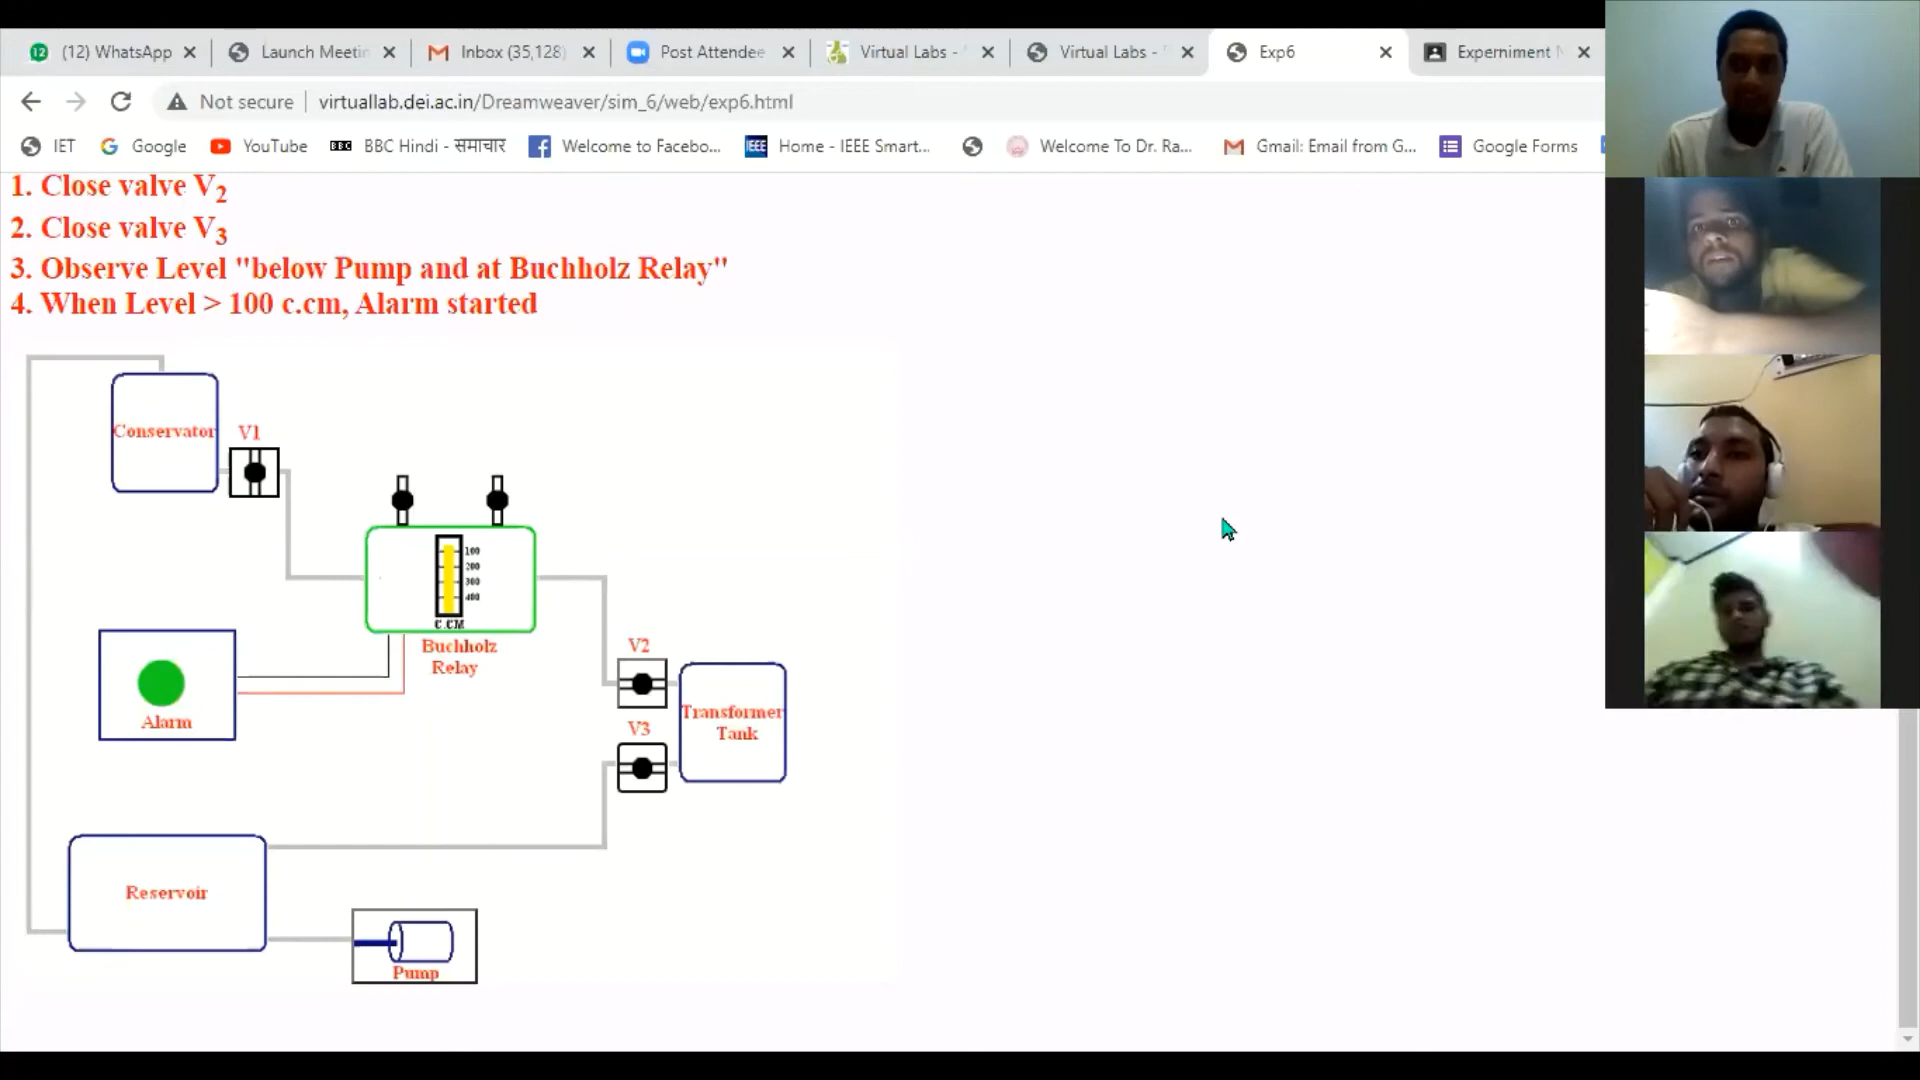 (12) WhatsApp
Launch Meetin
Inbox (35,128)
Post Attendee
Virtual Labs -
Virtual Labs -
Exp6
Experniment
Not secure
virtuallab.dei.ac.in/Dreamweaver/sim_6/web/exp6.html
IET
Google
YouTube
BBC Hindi - समाचार
Welcome to Facebo...
IEEE
Home - IEEE Smart...
Welcome To Dr. Ra...
Gmail: Email from G...
Google Forms
1. Close valve V2
2. Close valve V3
3. Observe Level "below Pump and at Buchholz Relay"
4. When Level > 100 c.cm, Alarm started
Conservator
V1
100
200
300
400
C.CM
Buchholz
Relay
Alarm
V2
V3
Transformer
Tank
Reservoir
Pump